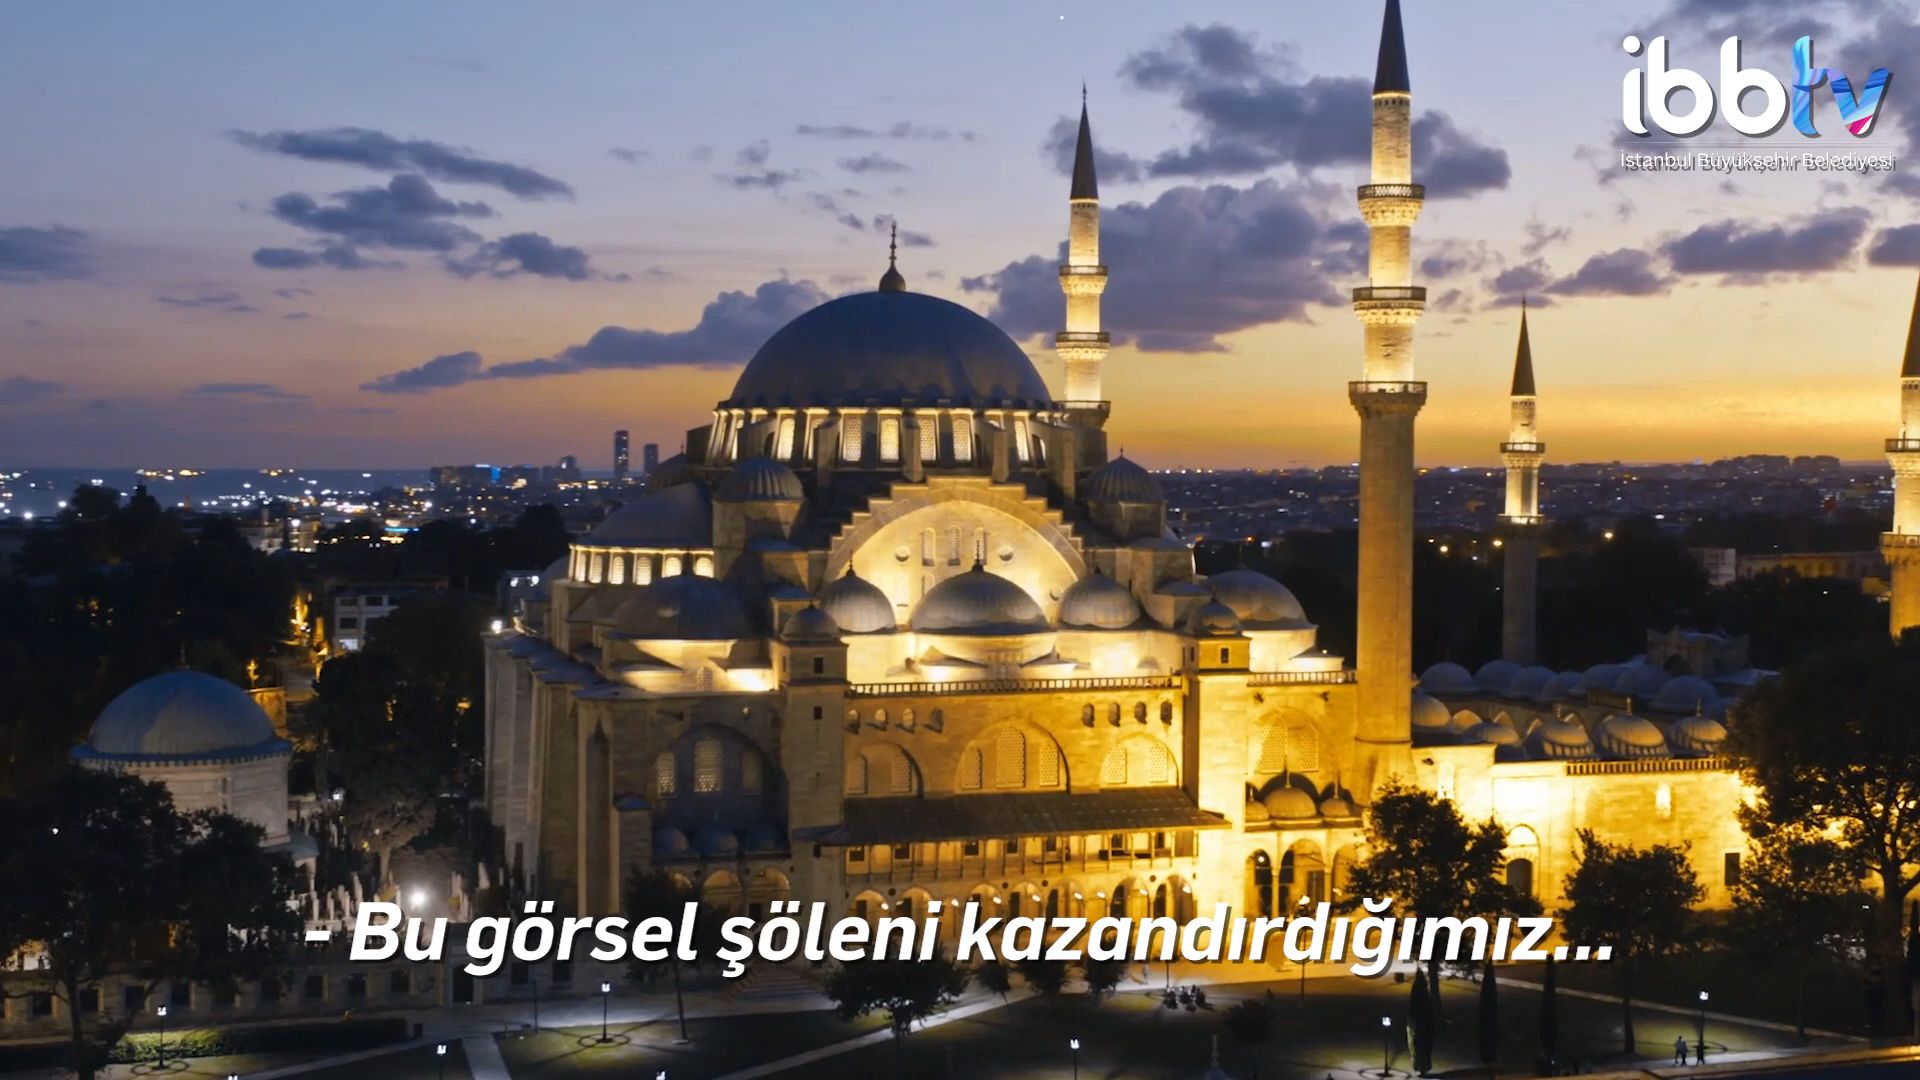 ibbtv
İstanbul Büyükşehir Belediyesi
- Bu görsel şöleni kazandırdığımız...